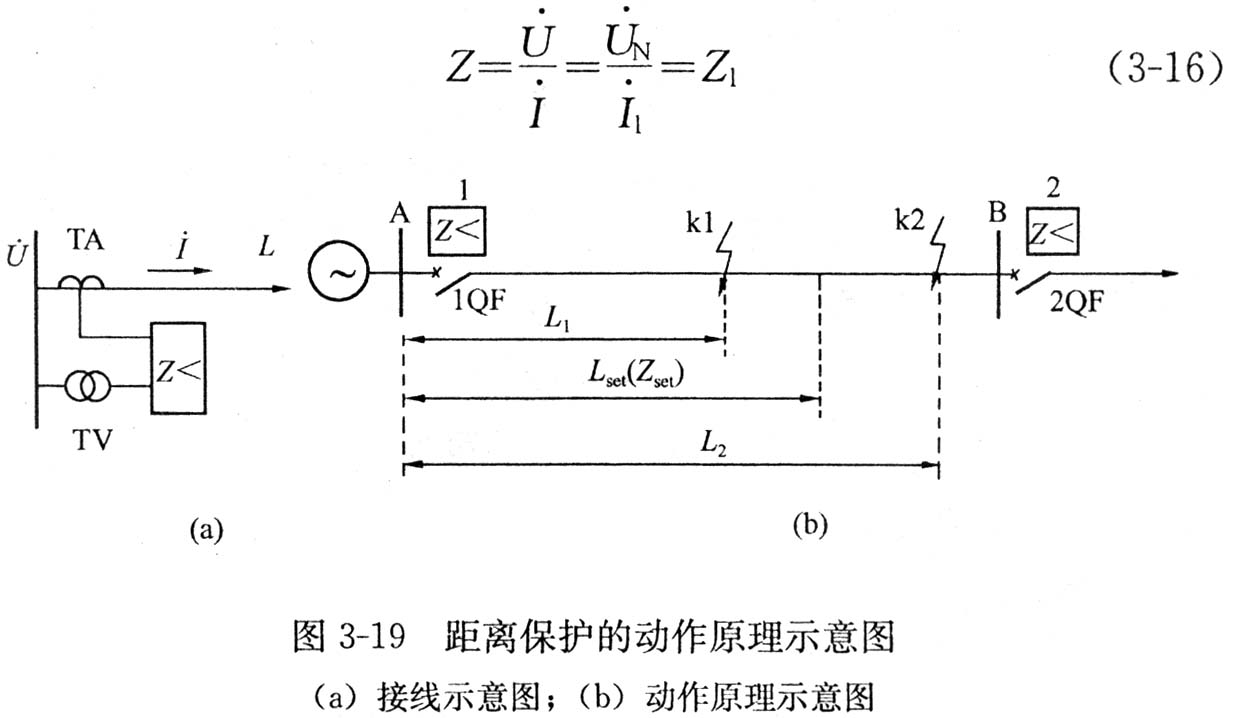 Z=U̇/İ=U̇N/İ1=Z1 (3-16)
U̇ TA İ L
Z<
TV
(a)
1 2
A Z< k1 k2 B Z<
~ 1QF 2QF
L1
Lset(Zset)
L2
(b)
图 3-19 距离保护的动作原理示意图
(a) 接线示意图；(b) 动作原理示意图